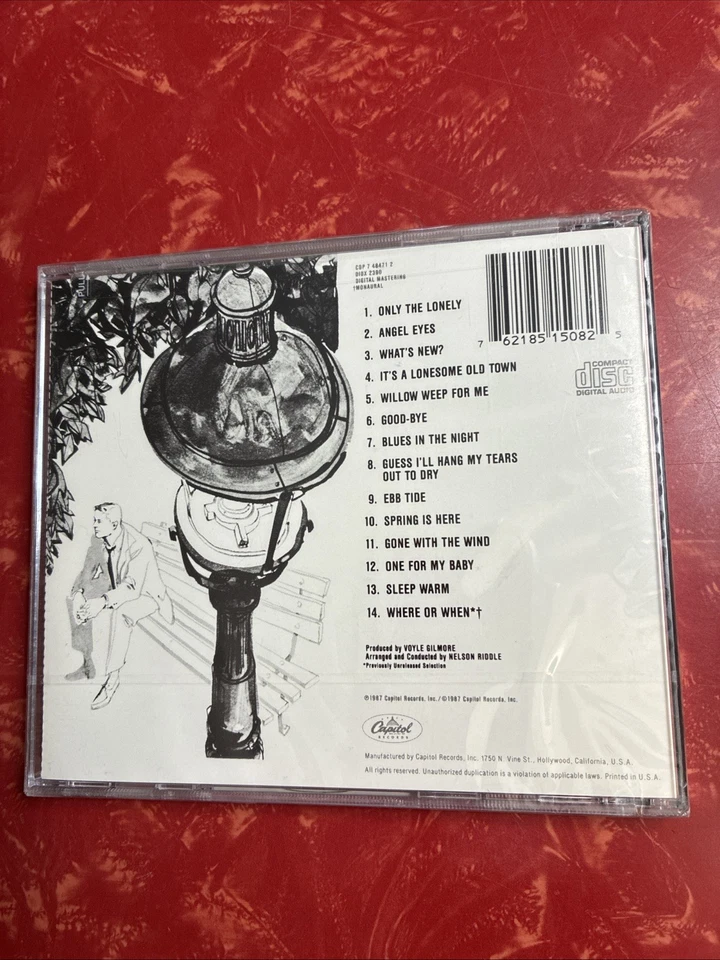 PULL
CDP 7 48471 2
DIDX 2380
DIGITAL MASTERING
†MONAURAL
1. ONLY THE LONELY
2. ANGEL EYES
3. WHAT'S NEW?
4. IT'S A LONESOME OLD TOWN
5. WILLOW WEEP FOR ME
6. GOOD-BYE
7. BLUES IN THE NIGHT
8. GUESS I'LL HANG MY TEARS
OUT TO DRY
9. EBB TIDE
10. SPRING IS HERE
11. GONE WITH THE WIND
12. ONE FOR MY BABY
13. SLEEP WARM
14. WHERE OR WHEN*†
7 62185 15082 5
COMPACT
disc
DIGITAL AUDIO
Produced by VOYLE GILMORE
Arranged and Conducted by NELSON RIDDLE
*Previously Unreleased Selection
℗1987 Capitol Records, Inc./©1987 Capitol Records, Inc.
Capitol
RECORDS
Manufactured by Capitol Records, Inc. 1750 N. Vine St., Hollywood, California, U.S.A.
All rights reserved. Unauthorized duplication is a violation of applicable laws. Printed in U.S.A.